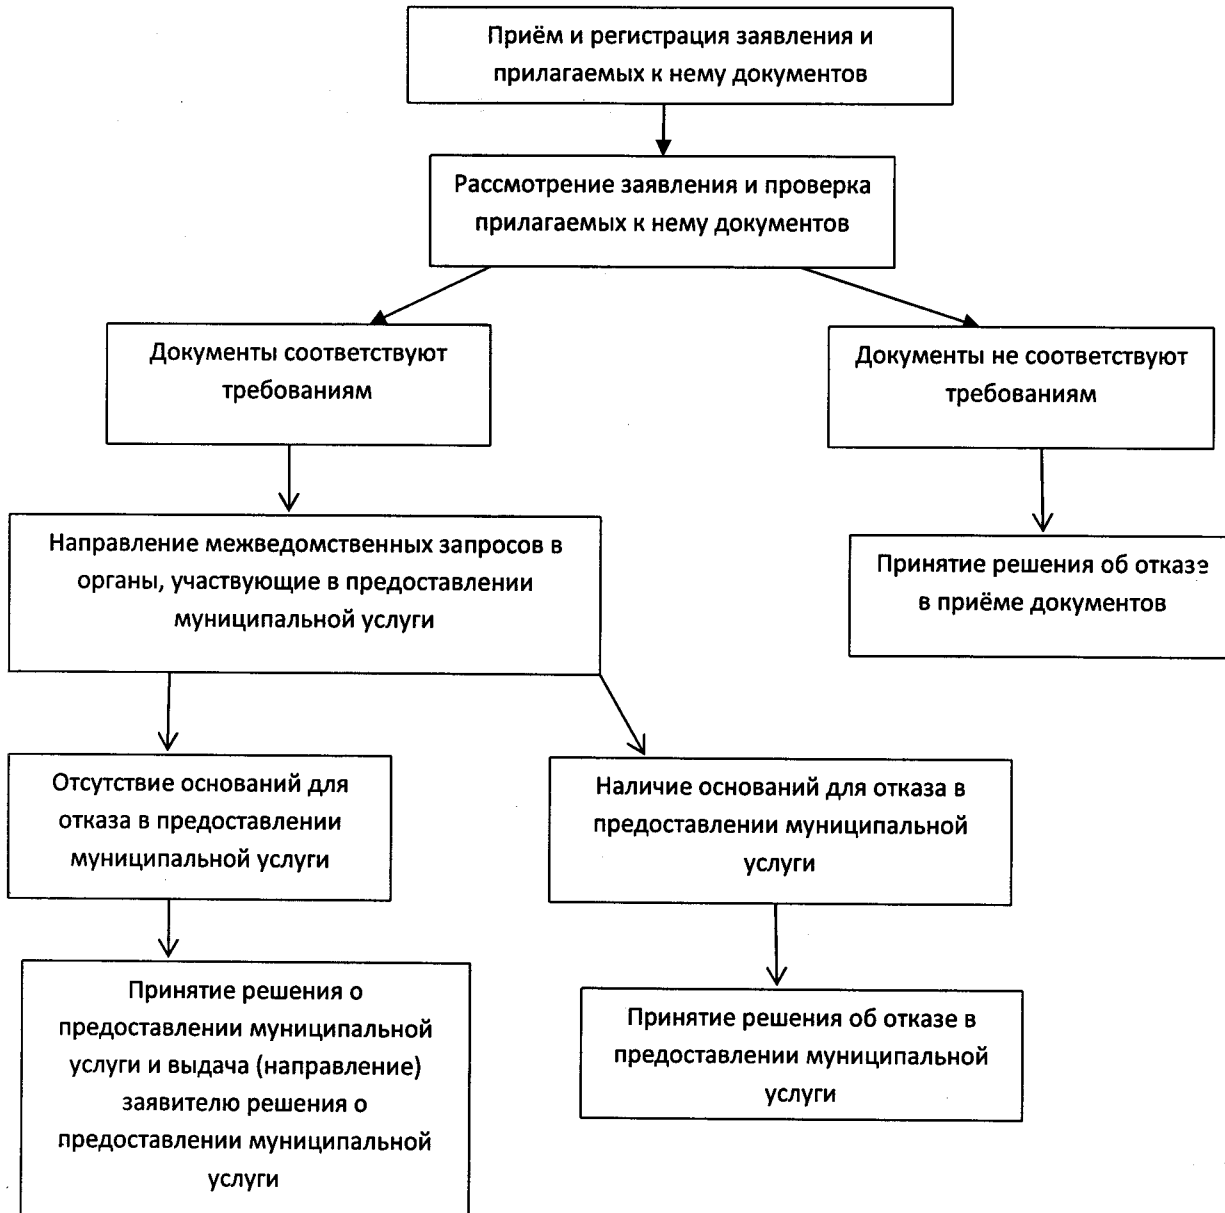 Приём и регистрация заявления и
прилагаемых к нему документов
Рассмотрение заявления и проверка
прилагаемых к нему документов
Документы соответствуют
требованиям
Документы не соответствуют
требованиям
Направление межведомственных запросов в
органы, участвующие в предоставлении
муниципальной услуги
Принятие решения об отказе
в приёме документов
Отсутствие оснований для
отказа в предоставлении
муниципальной услуги
Наличие оснований для отказа в
предоставлении муниципальной
услуги
Принятие решения о
предоставлении муниципальной
услуги и выдача (направление)
заявителю решения о
предоставлении муниципальной
услуги
Принятие решения об отказе в
предоставлении муниципальной
услуги